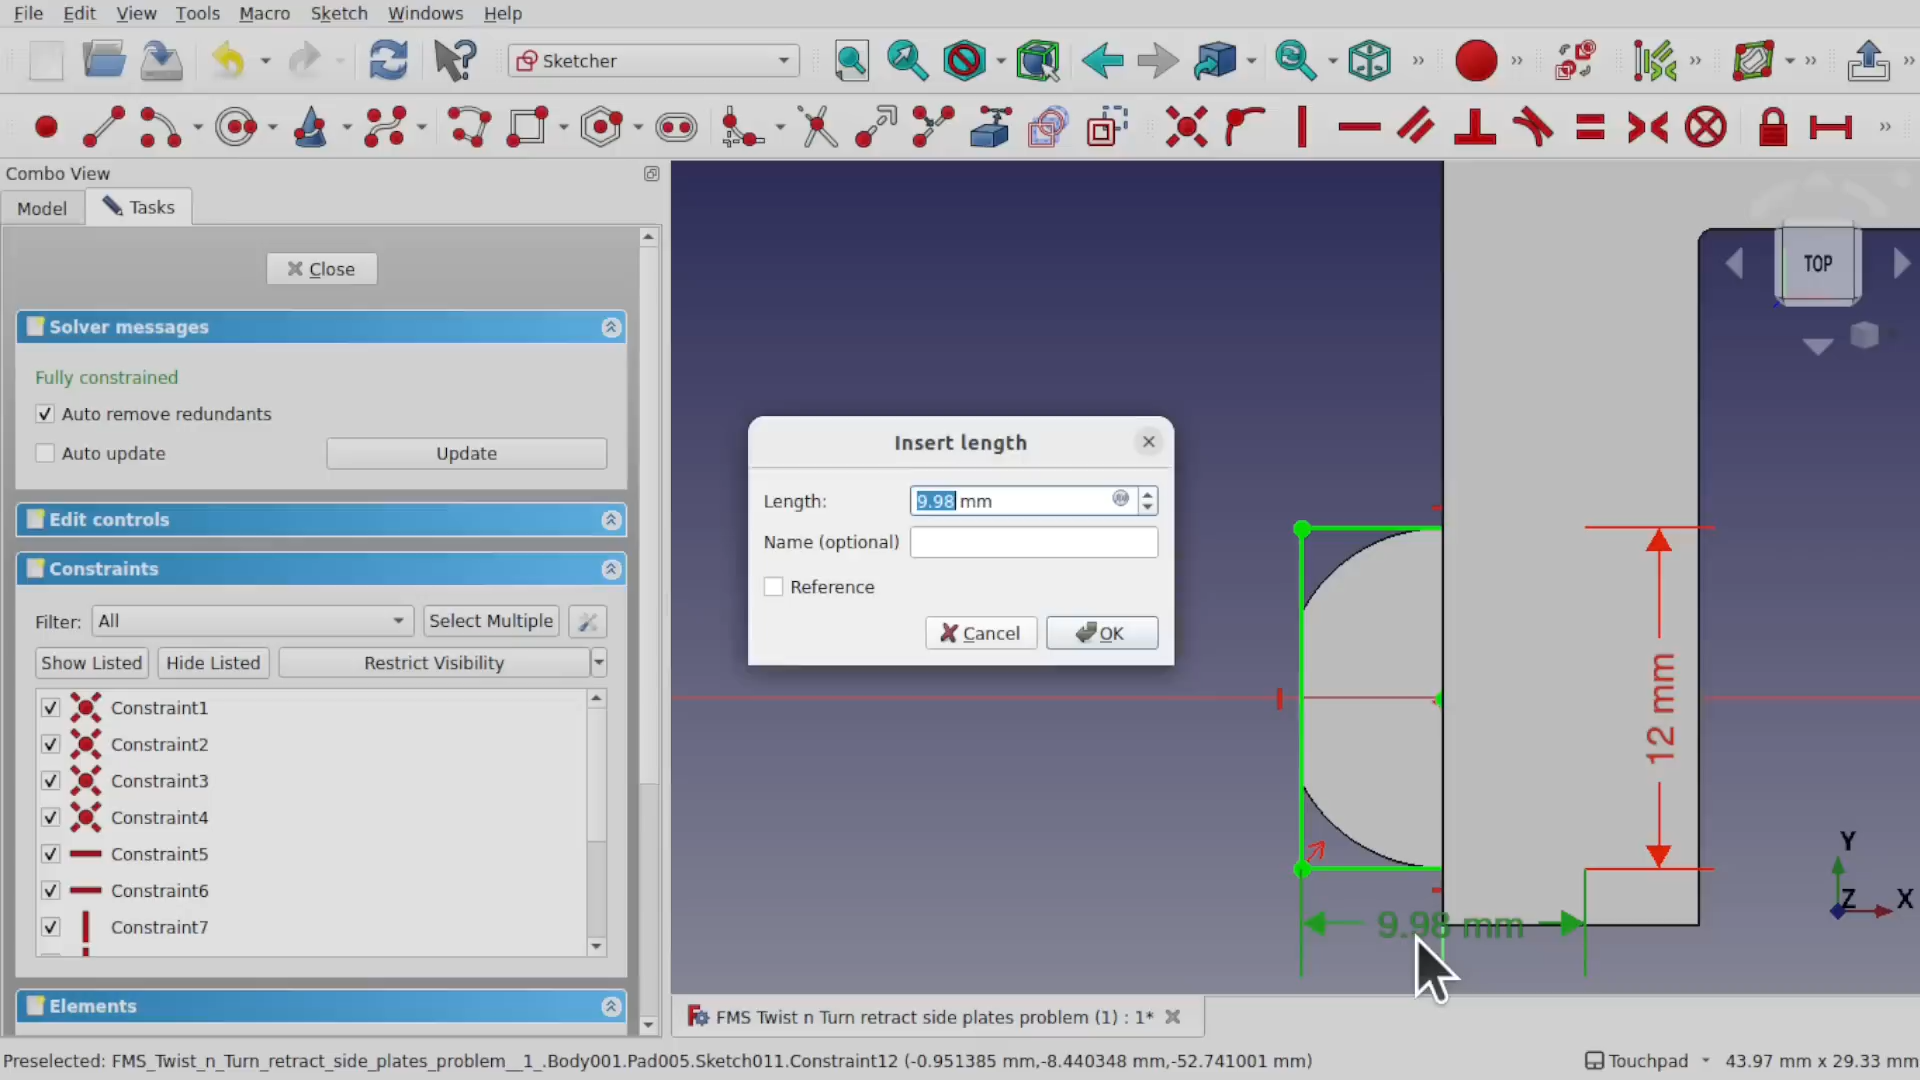 File Edit View Tools Macro Sketch Windows Help
Sketcher
Combo View
Model Tasks
Close
Solver messages
Fully constrained
Auto remove redundants
Auto update Update
Edit controls
Constraints
Filter: All Select Multiple
Show Listed Hide Listed Restrict Visibility
Constraint1
Constraint2
Constraint3
Constraint4
Constraint5
Constraint6
Constraint7
Elements
Insert length
Length: 9.98 mm
Name (optional)
Reference
Cancel OK
TOP
12 mm
9.98 mm
Y
Z X
FMS Twist n Turn retract side plates problem (1) : 1*
Preselected: FMS_Twist_n_Turn_retract_side_plates_problem__1_.Body001.Pad005.Sketch011.Constraint12 (-0.951385 mm,-8.440348 mm,-52.741001 mm) Touchpad 43.97 mm x 29.33 mm